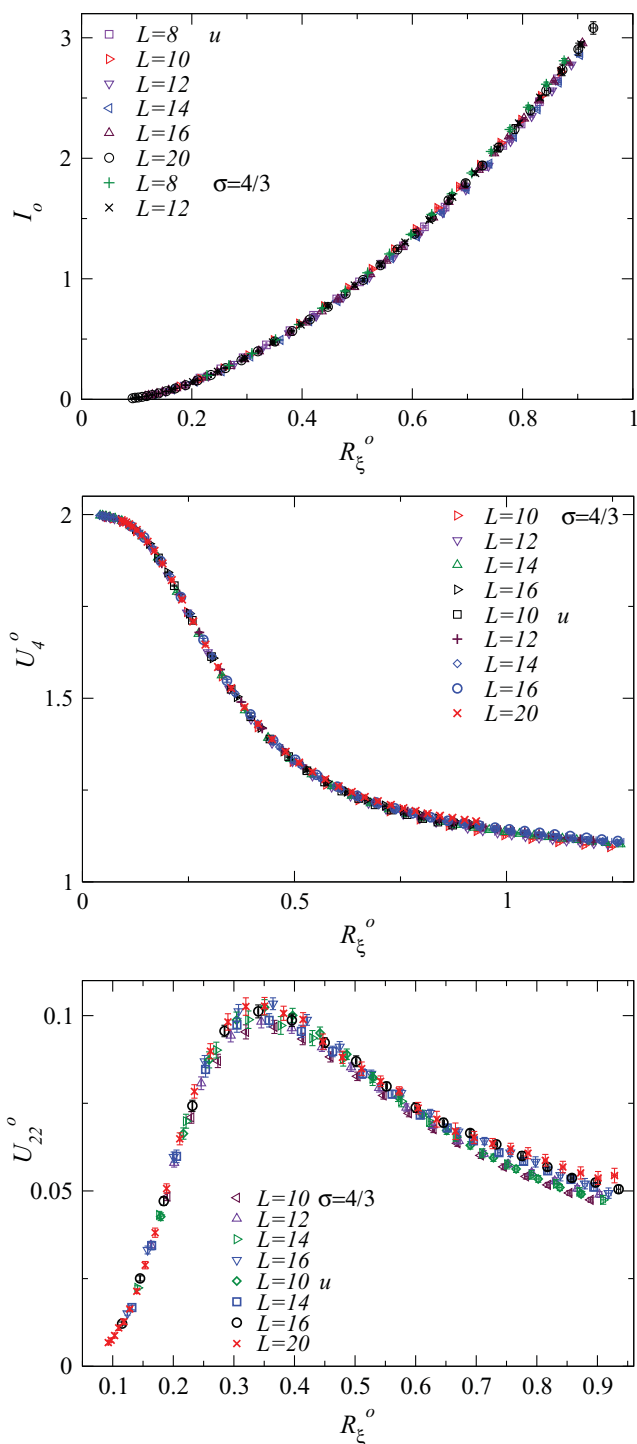 3
2
1
0
I_o
L=8 u
L=10
L=12
L=14
L=16
L=20
L=8 σ=4/3
L=12
0 0.2 0.4 0.6 0.8 1
R_ξ^o
2
1.5
1
U_4^o
L=10 σ=4/3
L=12
L=14
L=16
L=10 u
L=12
L=14
L=16
L=20
0 0.5 1
R_ξ^o
0.1
0.05
0
U_22^o
L=10 σ=4/3
L=12
L=14
L=16
L=10 u
L=14
L=16
L=20
0.1 0.2 0.3 0.4 0.5 0.6 0.7 0.8 0.9
R_ξ^o